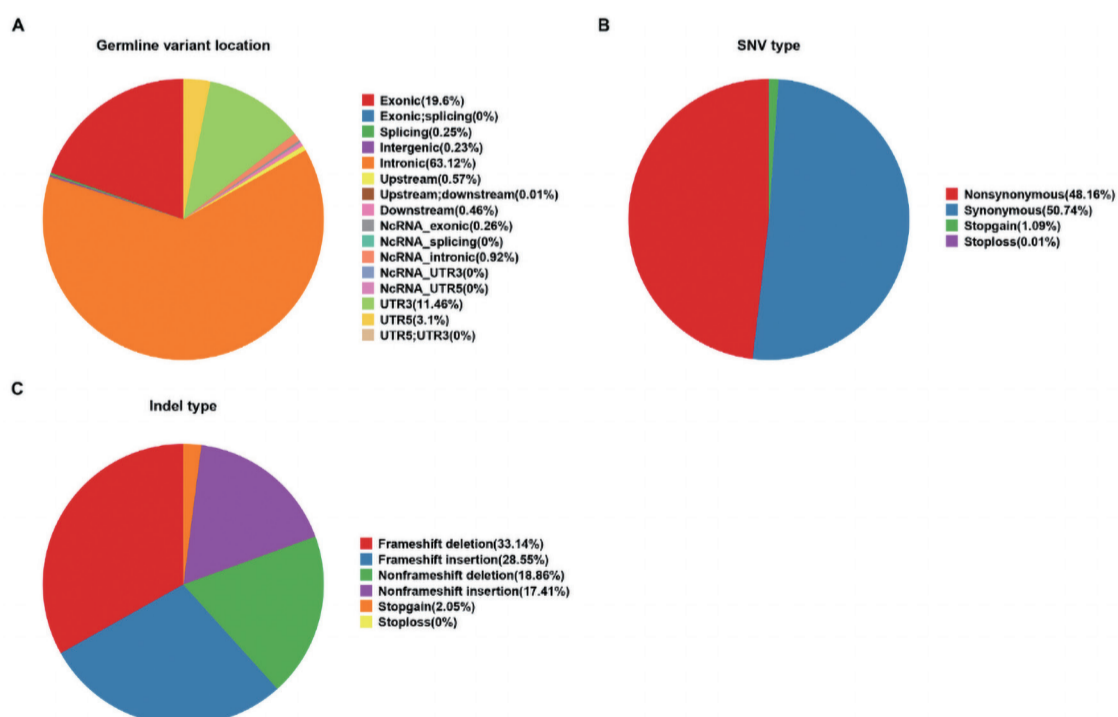 A
Germline variant location
Exonic(19.6%)
Exonic;splicing(0%)
Splicing(0.25%)
Intergenic(0.23%)
Intronic(63.12%)
Upstream(0.57%)
Upstream;downstream(0.01%)
Downstream(0.46%)
NcRNA_exonic(0.26%)
NcRNA_splicing(0%)
NcRNA_intronic(0.92%)
NcRNA_UTR3(0%)
NcRNA_UTR5(0%)
UTR3(11.46%)
UTR5(3.1%)
UTR5;UTR3(0%)
B
SNV type
Nonsynonymous(48.16%)
Synonymous(50.74%)
Stopgain(1.09%)
Stoploss(0.01%)
C
Indel type
Frameshift deletion(33.14%)
Frameshift insertion(28.55%)
Nonframeshift deletion(18.86%)
Nonframeshift insertion(17.41%)
Stopgain(2.05%)
Stoploss(0%)